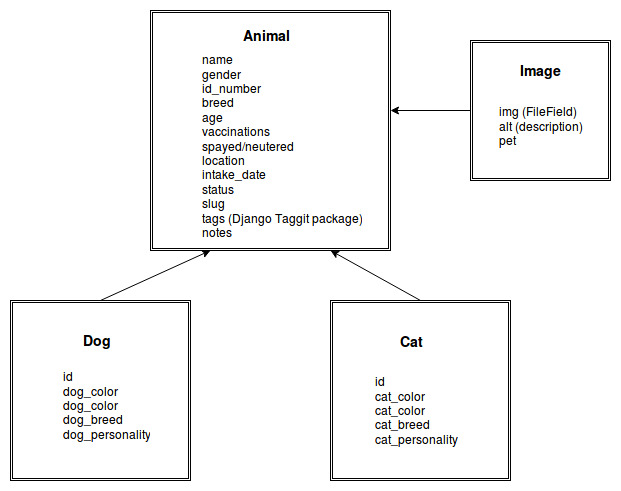 Animal
name
gender
id_number
breed
age
vaccinations
spayed/neutered
location
intake_date
status
slug
tags (Django Taggit package)
notes
Image
img (FileField)
alt (description)
pet
Dog
id
dog_color
dog_color
dog_breed
dog_personality
Cat
id
cat_color
cat_color
cat_breed
cat_personality